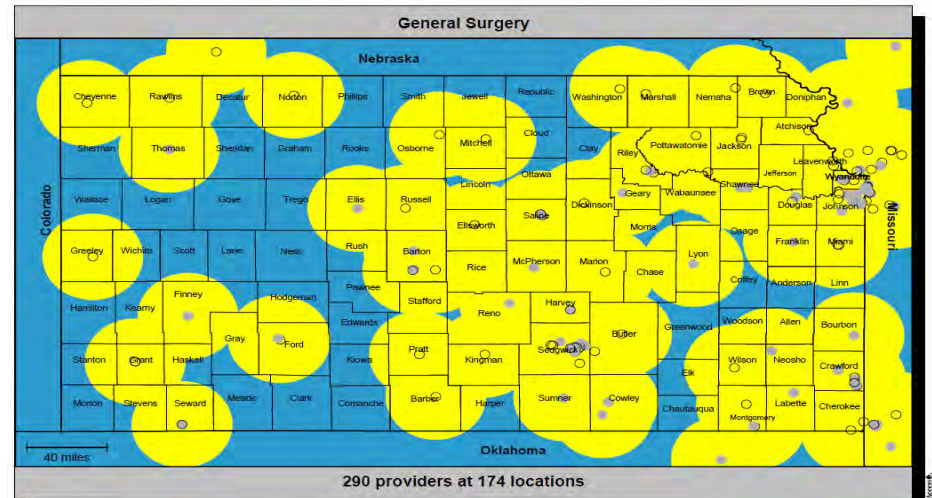 General Surgery
Nebraska
Cheyenne Rawlins Decatur Norton Phillips Smith Jewell Republic Washington Marshall Nemaha Brown Doniphan
Atchison
Sherman Thomas Sheridan Graham Rooks Osborne Mitchell Cloud Clay Riley Pottawatomie Jackson
Leavenworth
Jefferson Wyandotte
Ottawa
Lincoln
Wallace Logan Gove Trego Ellis Russell Dickinson Geary Wabaunsee Shawnee Douglas Johnson
Saline
Ellsworth Morris Osage
Colorado
Missouri
Greeley Wichita Scott Lane Ness Rush Barton McPherson Marion Lyon Franklin Miami
Rice Chase
Pawnee Coffey Anderson Linn
Hamilton Kearny Finney Hodgeman Stafford Reno Harvey
Edwards Butler Greenwood Woodson Allen Bourbon
Gray Ford Pratt Sedgwick
Stanton Grant Haskell Kiowa Kingman Elk Wilson Neosho Crawford
Morton Stevens Seward Meade Clark Comanche Barber Harper Sumner Cowley Chautauqua Montgomery Labette Cherokee
40 miles
Oklahoma
290 providers at 174 locations